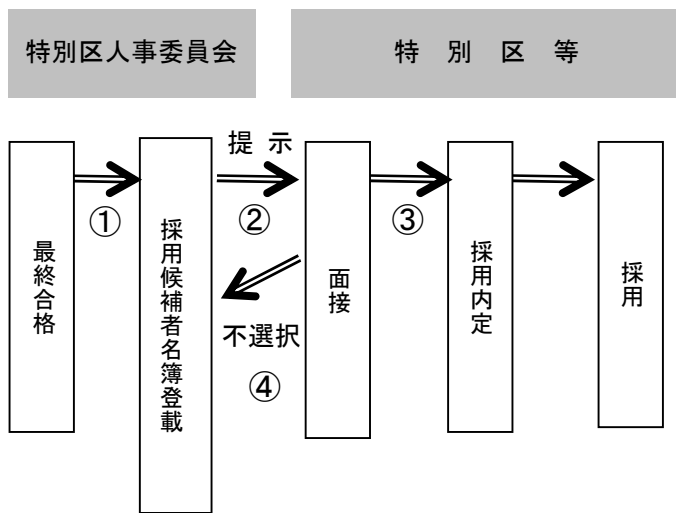 特別区人事委員会
特別区等
提示
①
②
③
最終合格
採用候補者名簿登載
面接
採用内定
採用
不選択
④